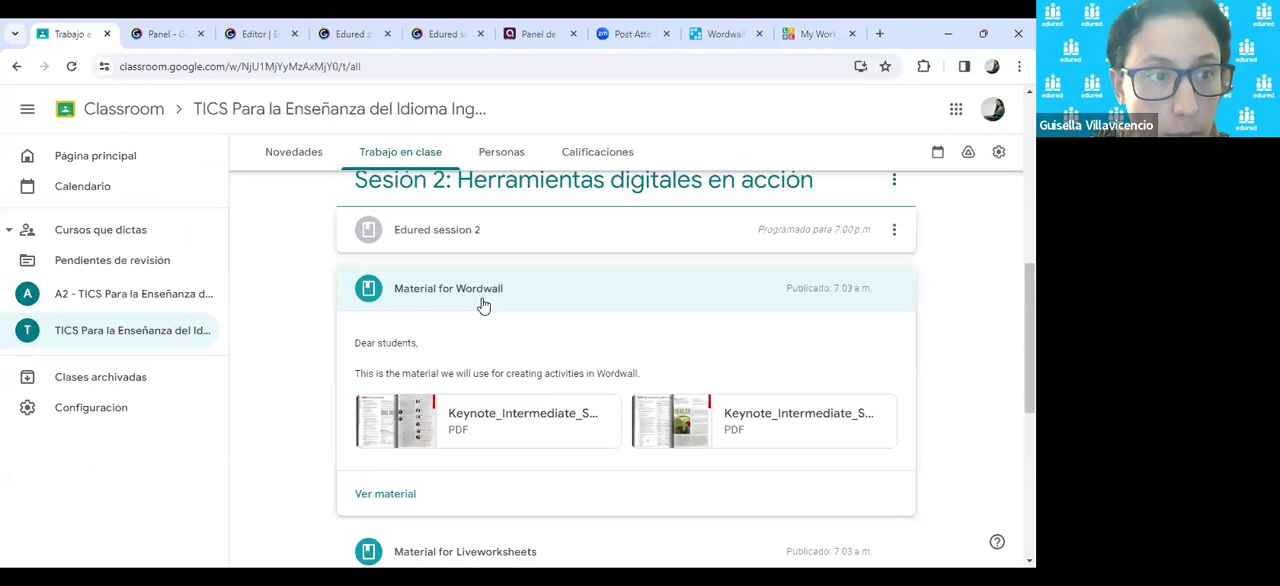 Trabajo e
Panel - G
Editor | E
Edured s
Edured s
Panel de
Post Atte
Wordwall
My Work
classroom.google.com/w/NjU1MjYyMzAxMjY0/t/all
Guisella Villavicencio
edured
Classroom > TICS Para la Enseñanza del Idioma Ing...
Página principal
Calendario
Cursos que dictas
Pendientes de revisión
A A2 - TICS Para la Enseñanza d...
T TICS Para la Enseñanza del Id...
Clases archivadas
Configuración
Novedades Trabajo en clase Personas Calificaciones
Sesión 2: Herramientas digitales en acción
Edured session 2 Programado para 7:00 p.m.
Material for Wordwall Publicado: 7:03 a.m.
Dear students,
This is the material we will use for creating activities in Wordwall.
Keynote_Intermediate_S...
PDF
Keynote_Intermediate_S...
PDF
Ver material
Material for Liveworksheets Publicado: 7:03 a.m.